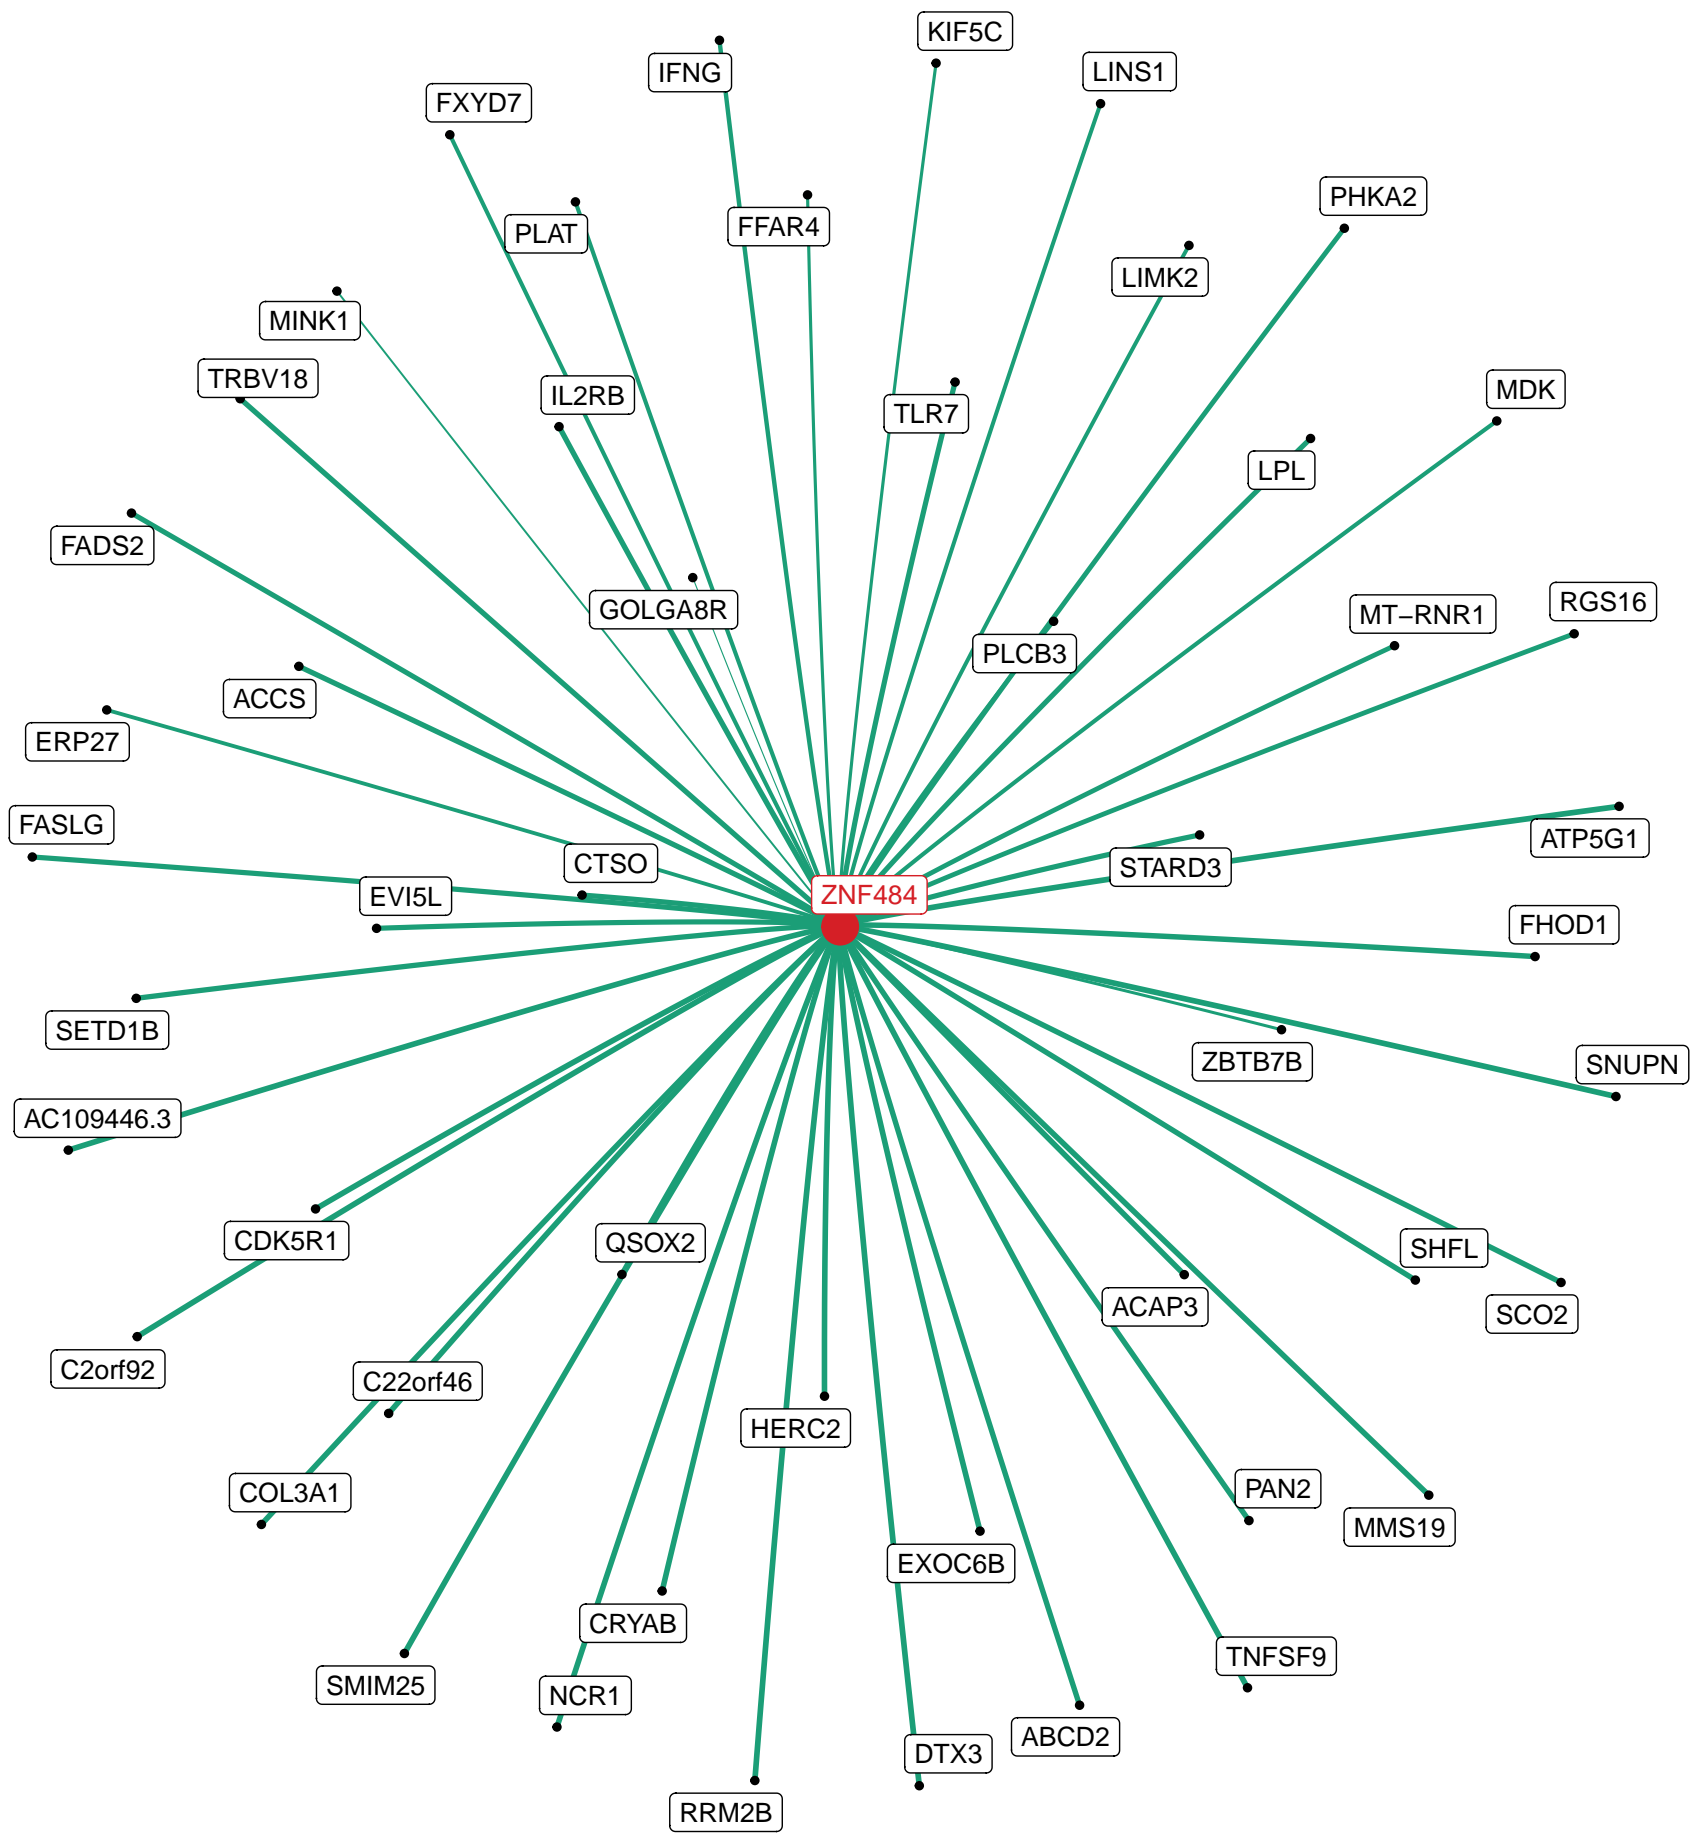 KIF5C
IFNG
LINS1
FXYD7
PHKA2
FFAR4
PLAT
LIMK2
MINK1
TRBV18
MDK
IL2RB
TLR7
LPL
FADS2
RGS16
GOLGA8R
MT−RNR1
PLCB3
ACCS
ERP27
FASLG
ATP5G1
CTSO
STARD3
EVI5L
ZNF484
FHOD1
SETD1B
ZBTB7B
SNUPN
AC109446.3
CDK5R1
QSOX2
SHFL
ACAP3
SCO2
C2orf92
C22orf46
HERC2
PAN2
COL3A1
MMS19
EXOC6B
CRYAB
TNFSF9
SMIM25
NCR1
ABCD2
DTX3
RRM2B